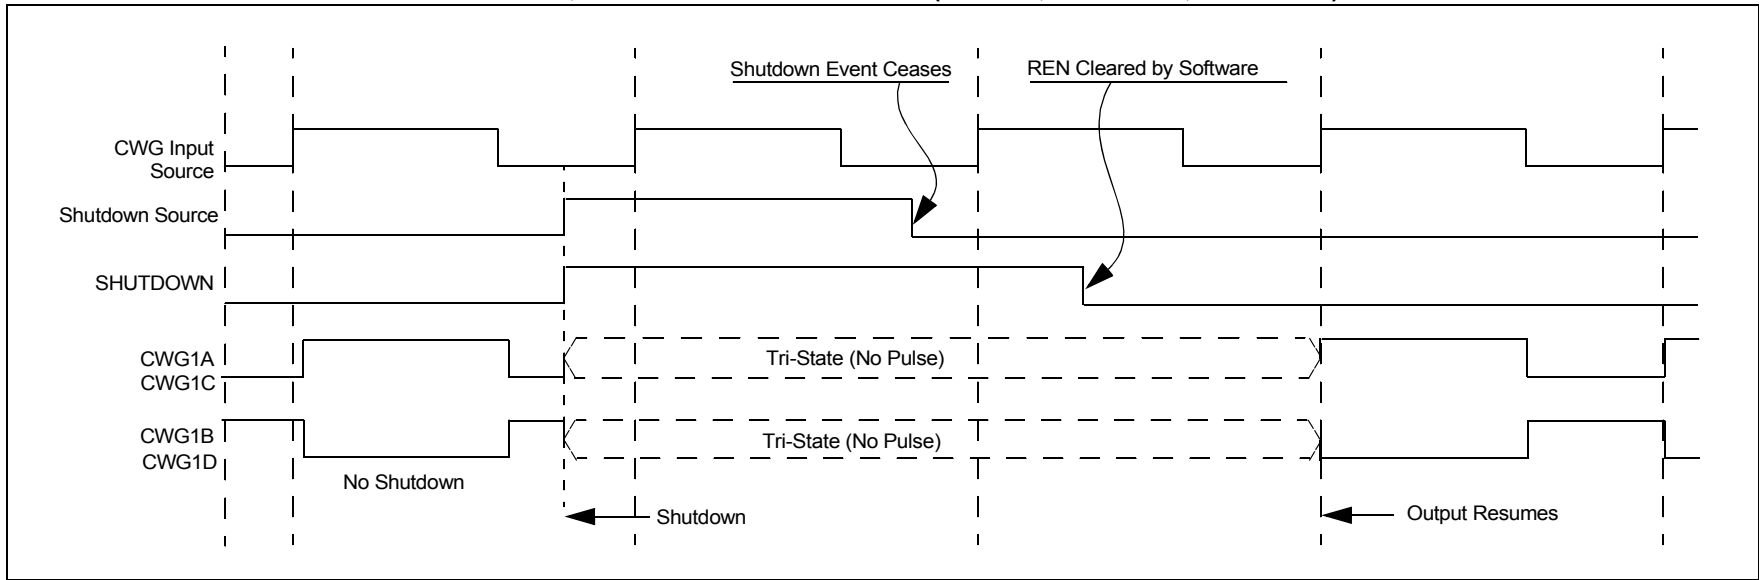 Shutdown Event Ceases
REN Cleared by Software
CWG Input
Source
Shutdown Source
SHUTDOWN
CWG1A
CWG1C
Tri-State (No Pulse)
CWG1B
CWG1D
Tri-State (No Pulse)
No Shutdown
Shutdown
Output Resumes